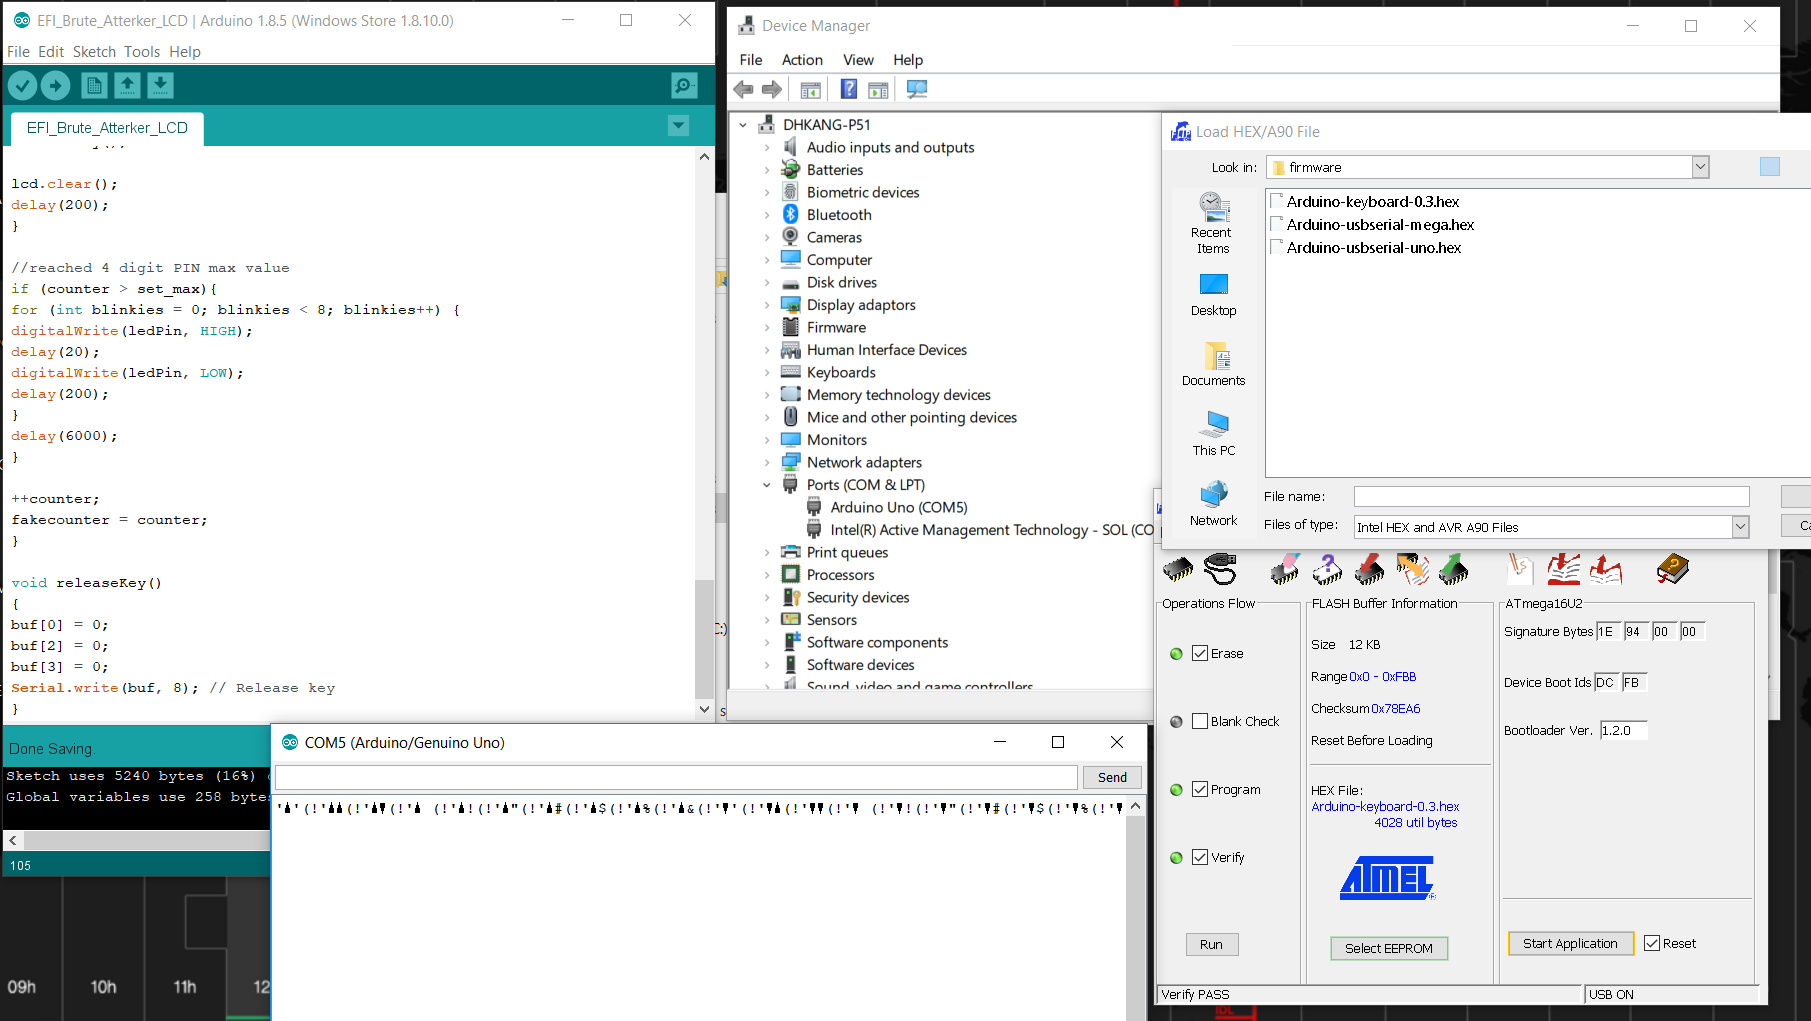 EFI_Brute_Atterker_LCD | Arduino 1.8.5 (Windows Store 1.8.10.0)
File Edit Sketch Tools Help
EFI_Brute_Atterker_LCD
lcd.clear();
delay(200);
}
//reached 4 digit PIN max value
if (counter > set_max){
for (int blinkies = 0; blinkies < 8; blinkies++) {
digitalWrite(ledPin, HIGH);
delay(20);
digitalWrite(ledPin, LOW);
delay(200);
}
delay(6000);
}
++counter;
fakecounter = counter;
}
void releaseKey()
{
buf[0] = 0;
buf[2] = 0;
buf[3] = 0;
Serial.write(buf, 8); // Release key
}
Done Saving.
Sketch uses 5240 bytes (16%)
Global variables use 258 bytes
105
09h 10h 11h 12
Device Manager
File Action View Help
DHKANG-P51
Audio inputs and outputs
Batteries
Biometric devices
Bluetooth
Cameras
Computer
Disk drives
Display adaptors
Firmware
Human Interface Devices
Keyboards
Memory technology devices
Mice and other pointing devices
Monitors
Network adapters
Ports (COM & LPT)
Arduino Uno (COM5)
Intel(R) Active Management Technology - SOL (CO
Print queues
Processors
Security devices
Sensors
Software components
Software devices
Sound, video and game controllers
COM5 (Arduino/Genuino Uno)
Send
Load HEX/A90 File
Look in: firmware
Recent Items
Desktop
Documents
This PC
Network
Arduino-keyboard-0.3.hex
Arduino-usbserial-mega.hex
Arduino-usbserial-uno.hex
File name:
Files of type: Intel HEX and AVR A90 Files
Ca
Operations Flow
Erase
Blank Check
Program
Verify
Run
FLASH Buffer Information
Size 12 KB
Range 0x0 - 0xFBB
Checksum 0x78EA6
Reset Before Loading
HEX File:
Arduino-keyboard-0.3.hex
4028 util bytes
ATMEL
Select EEPROM
ATmega16U2
Signature Bytes 1E 94 00 00
Device Boot Ids DC FB
Bootloader Ver. 1.2.0
Start Application Reset
Verify PASS USB ON